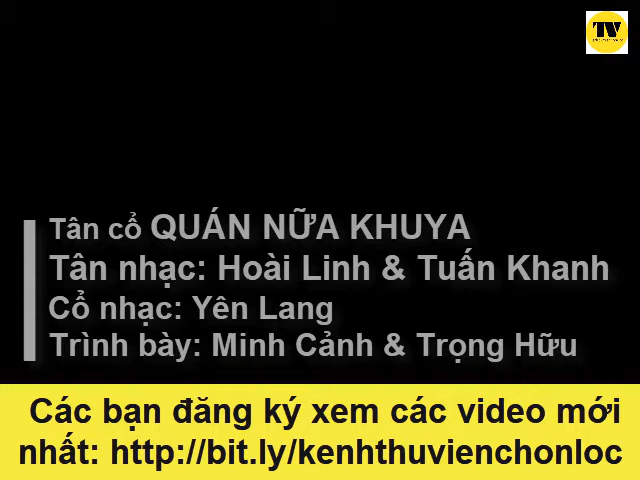 TV
Tân cổ QUÁN NỮA KHUYA
Tân nhạc: Hoài Linh & Tuấn Khanh
Cổ nhạc: Yên Lang
Trình bày: Minh Cảnh & Trọng Hữu
Các bạn đăng ký xem các video mới
nhất: http://bit.ly/kenhthuvienchonloc